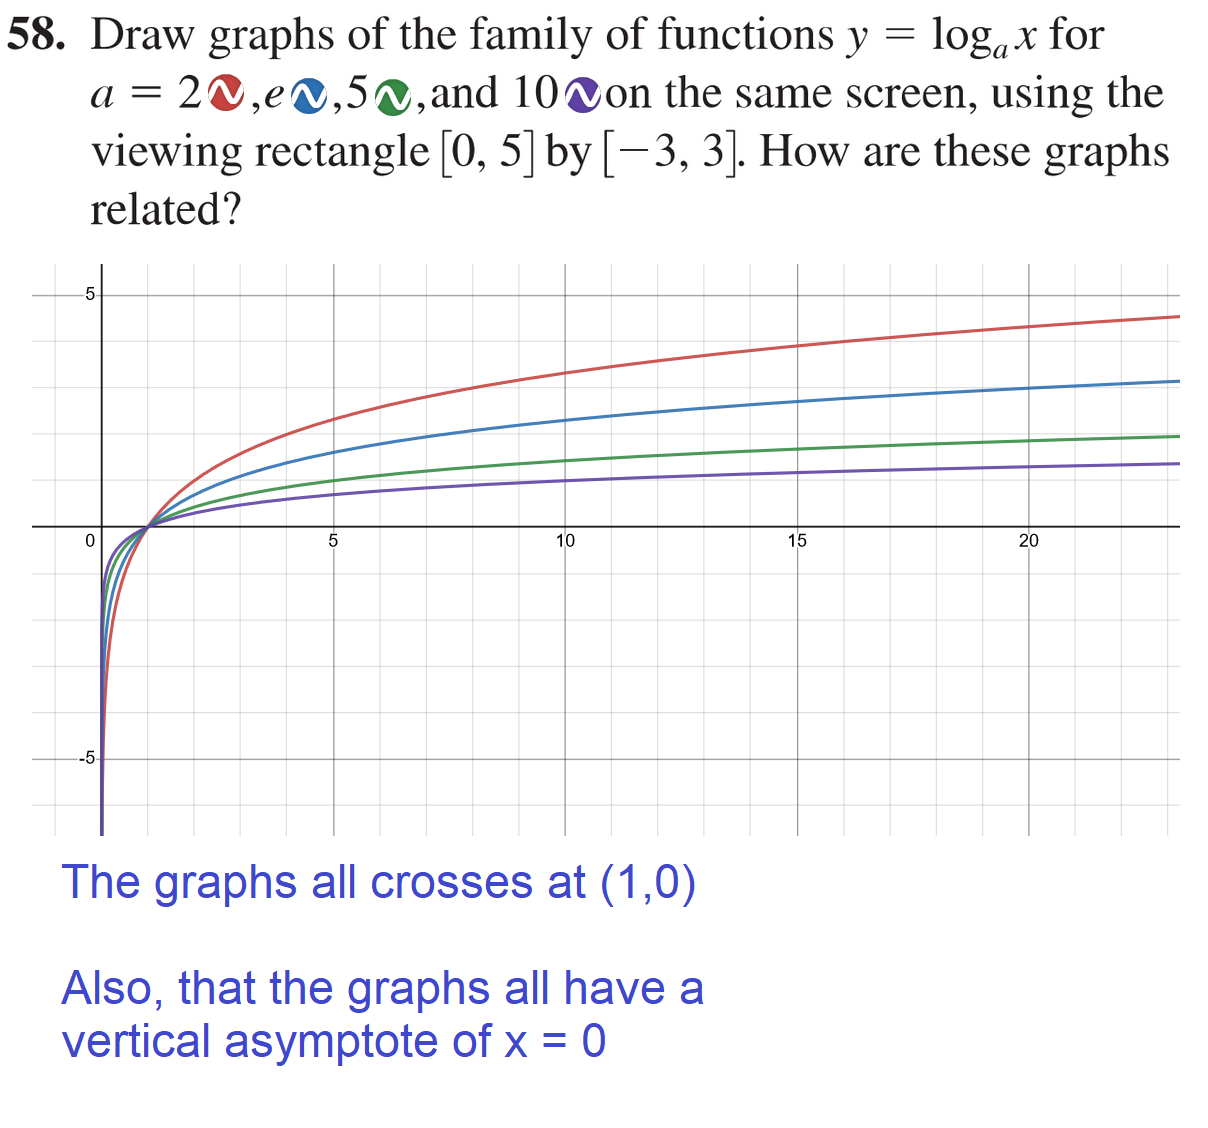 58. Draw graphs of the family of functions y = logₐ x for
a = 2, e, 5, and 10 on the same screen, using the
viewing rectangle [0, 5] by [−3, 3]. How are these graphs
related?
5
0 5 10 15 20
-5
The graphs all crosses at (1,0)
Also, that the graphs all have a
vertical asymptote of x = 0